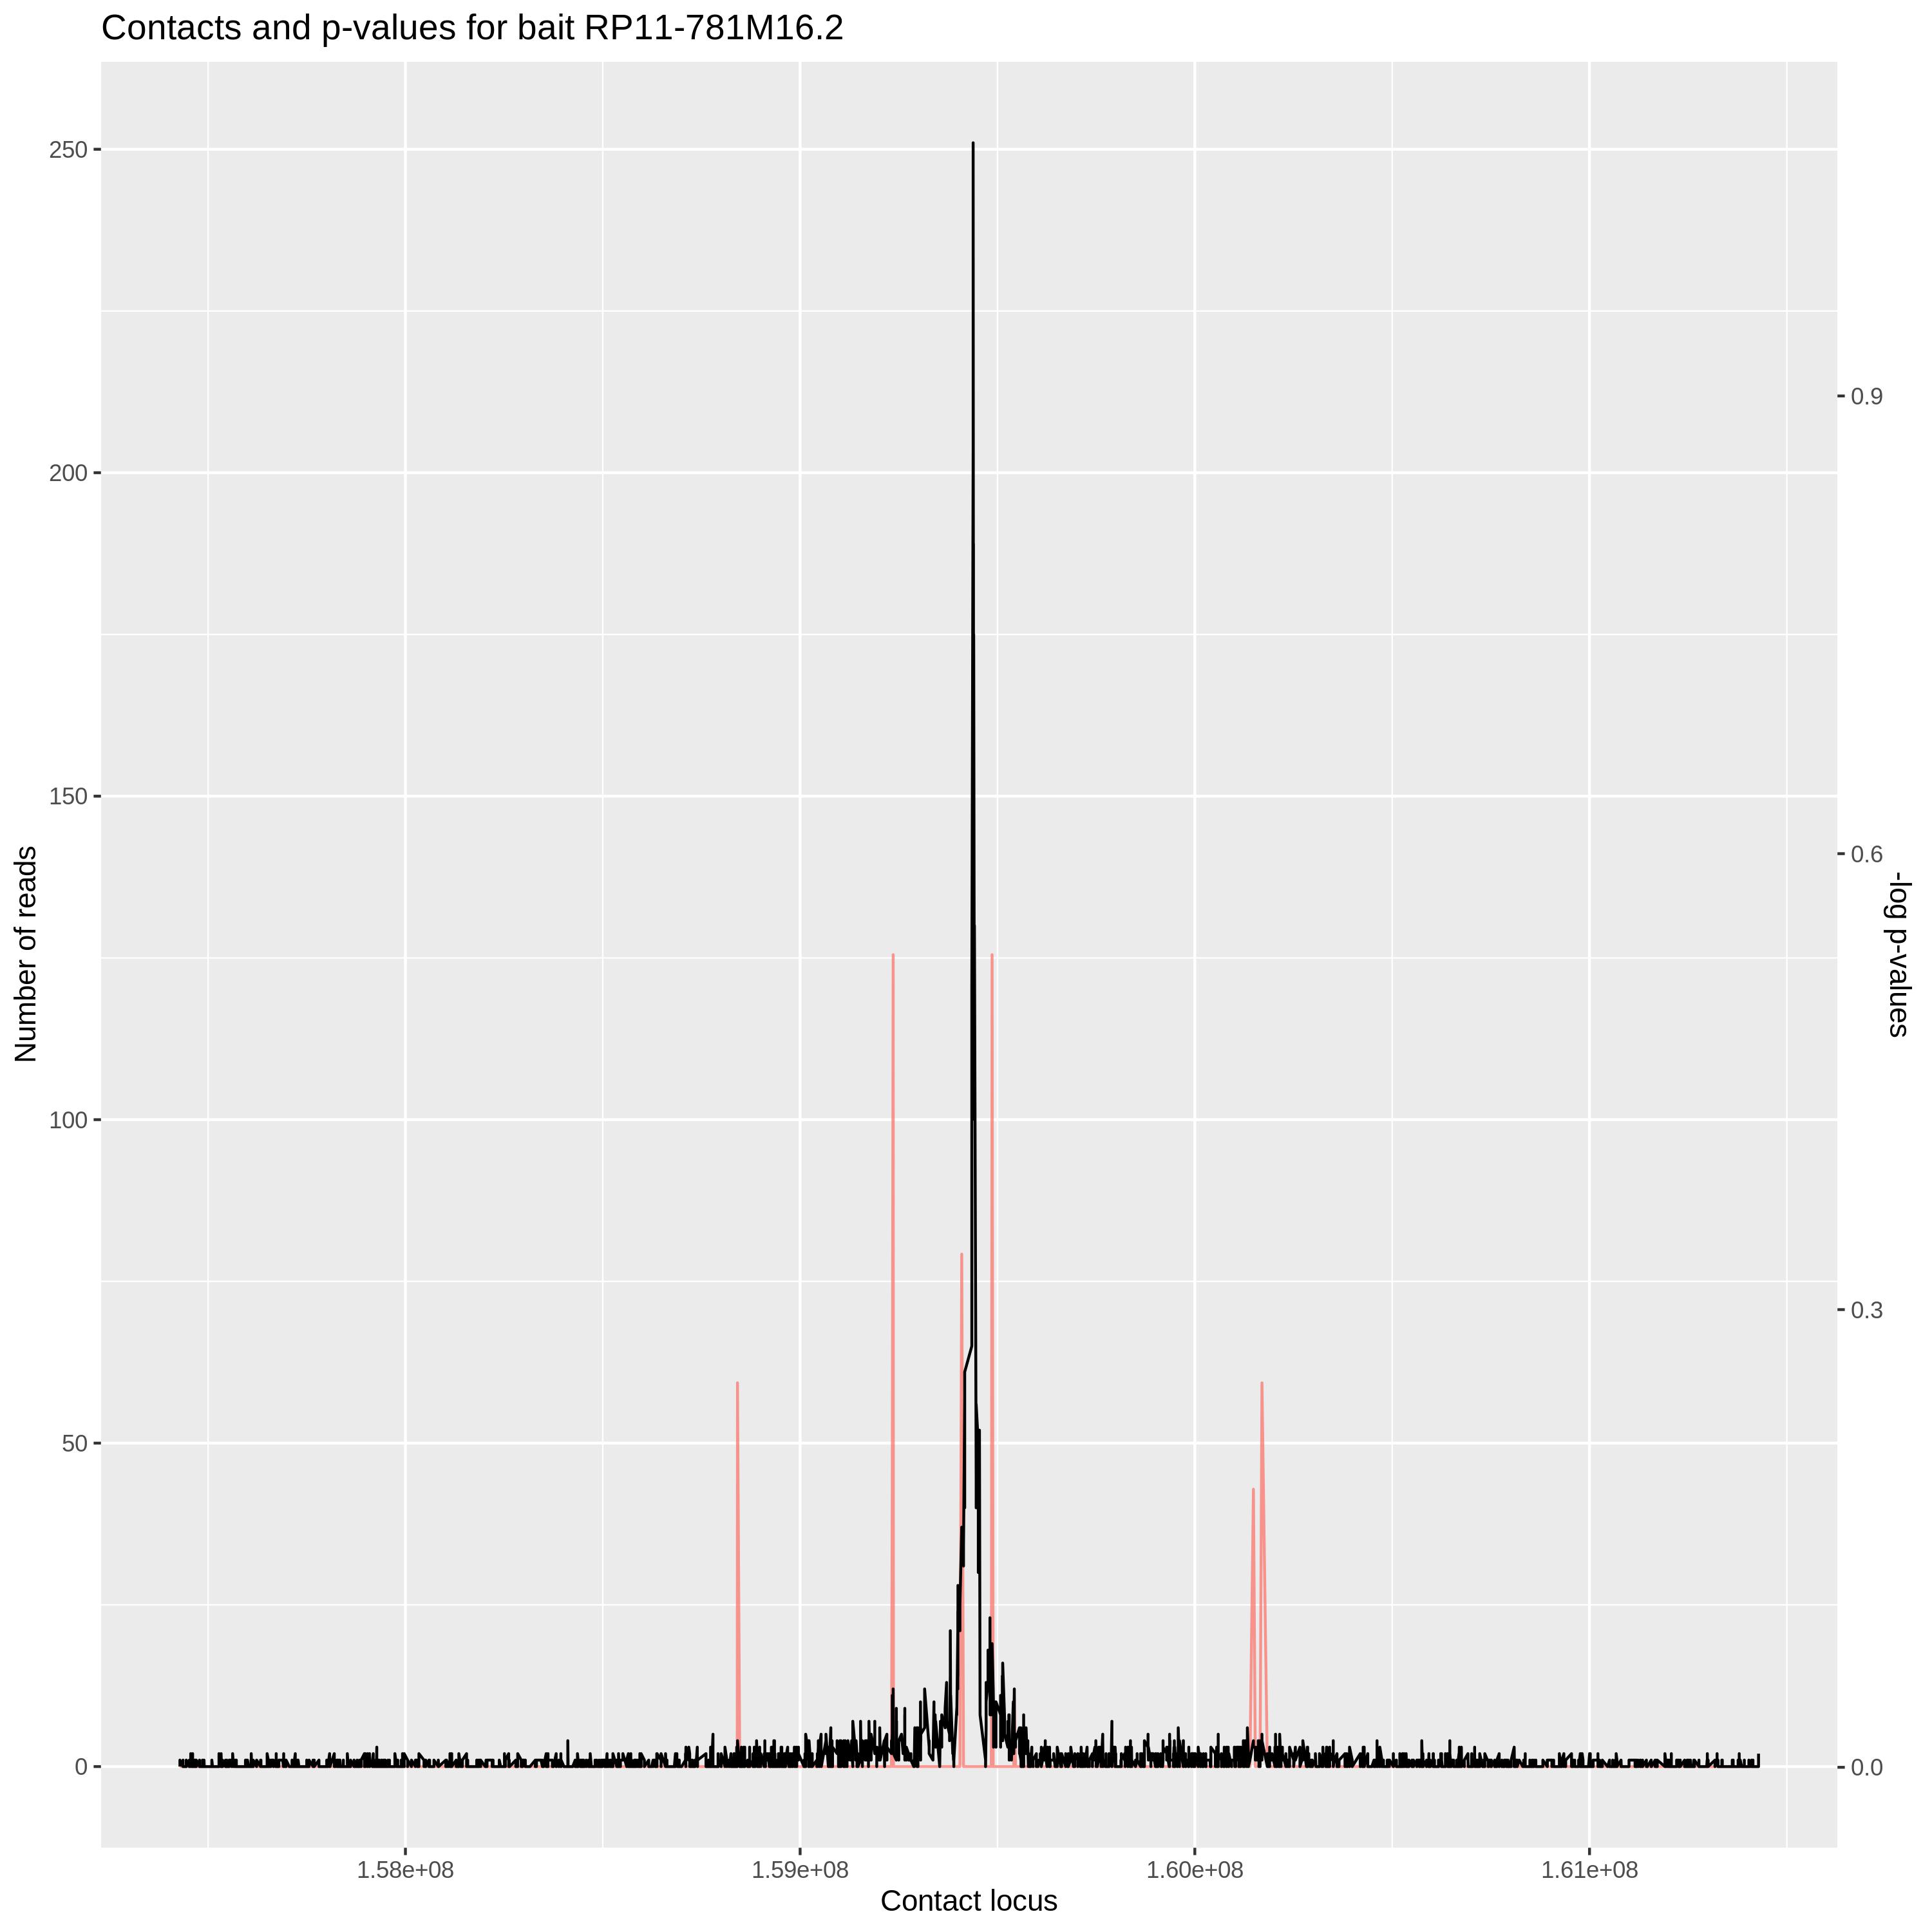 Contacts and p-values for bait RP11-781M16.2
250
200
150
100
50
0
Number of reads
0.9
0.6
0.3
0.0
-log p-values
1.58e+08
1.59e+08
1.60e+08
1.61e+08
Contact locus